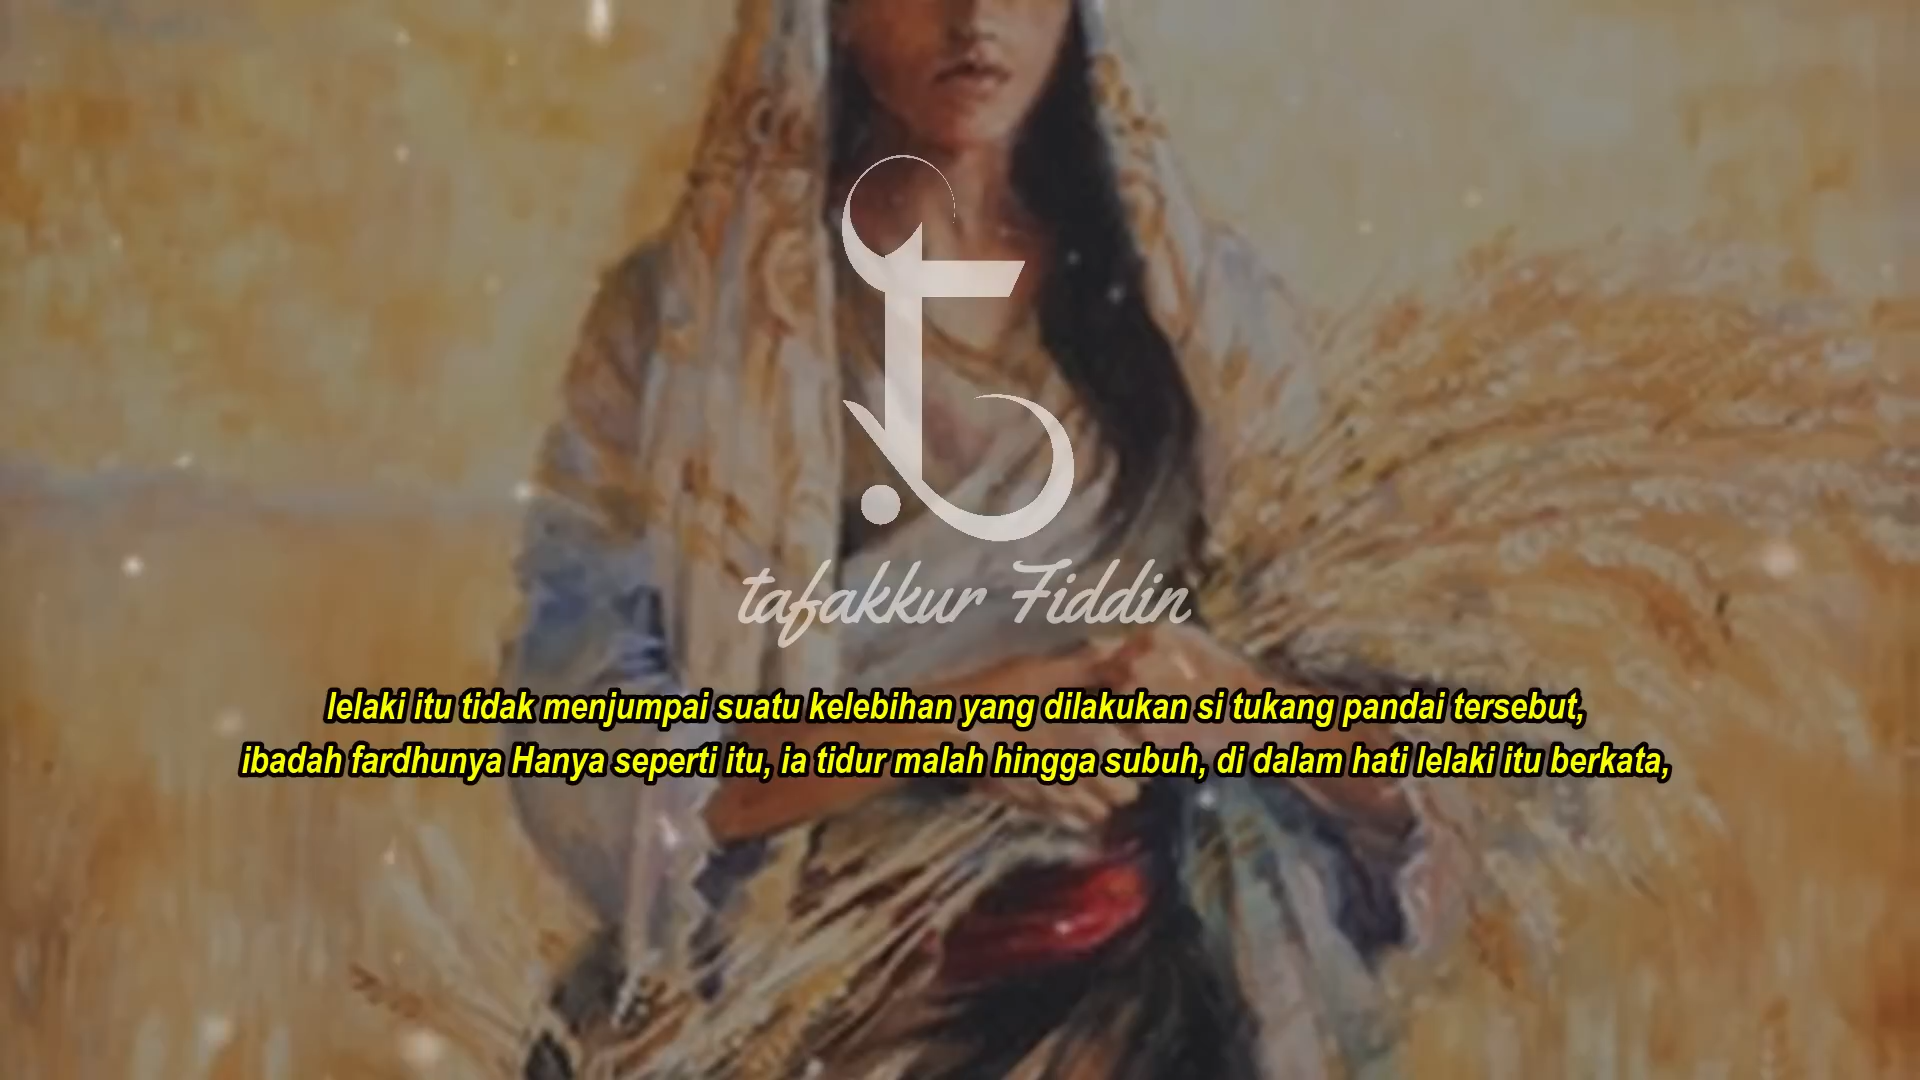 tafakkur Fiddin
lelaki itu tidak menjumpai suatu kelebihan yang dilakukan si tukang pandai tersebut,
ibadah fardhunya Hanya seperti itu, ia tidur malah hingga subuh, di dalam hati lelaki itu berkata,